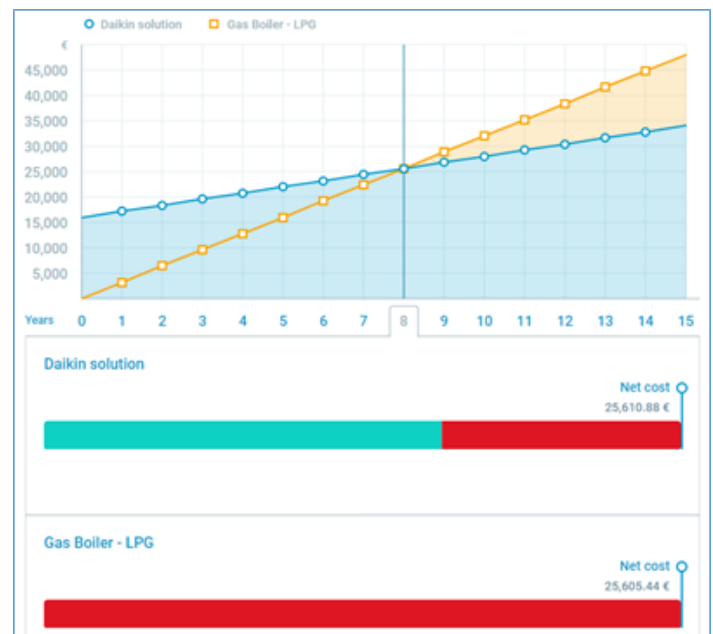 Daikin solution Gas Boiler - LPG
€
45,000
40,000
35,000
30,000
25,000
20,000
15,000
10,000
5,000
Years 0 1 2 3 4 5 6 7 8 9 10 11 12 13 14 15
Daikin solution
Net cost
25,610.88 €
Gas Boiler - LPG
Net cost
25,605.44 €